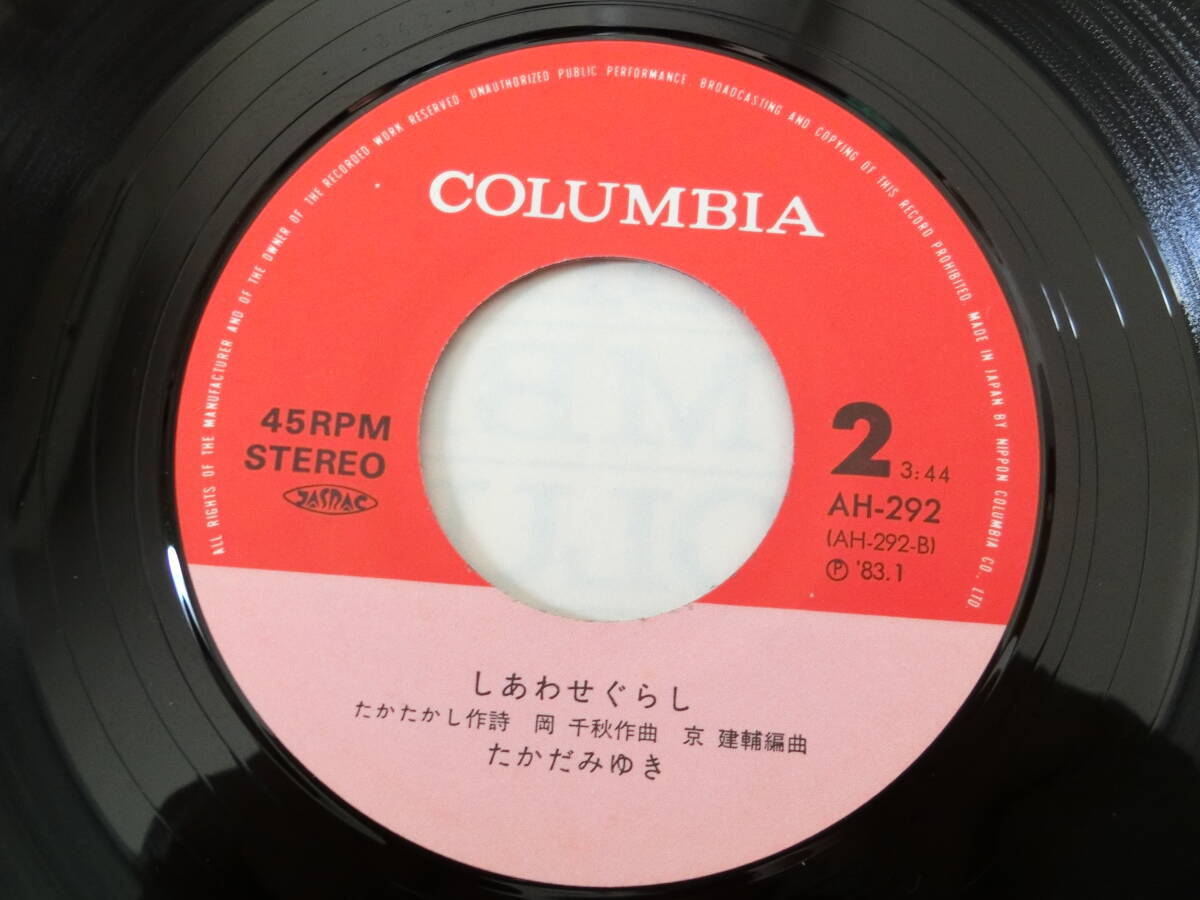 ALL RIGHTS OF THE MANUFACTURER AND OF THE OWNER OF THE RECORDED WORK RESERVED UNAUTHORIZED PUBLIC PERFORMANCE. BROADCASTING AND COPYING OF THIS RECORD PROHIBITED. MADE IN JAPAN BY NIPPON COLUMBIA CO., LTD.
COLUMBIA
45RPM
STEREO
JASRAC
2 3:44
AH-292
(AH-292-B)
Ⓟ '83.1
しあわせぐらし
たかたかし作詩 岡 千秋作曲 京 建輔編曲
たかだみゆき